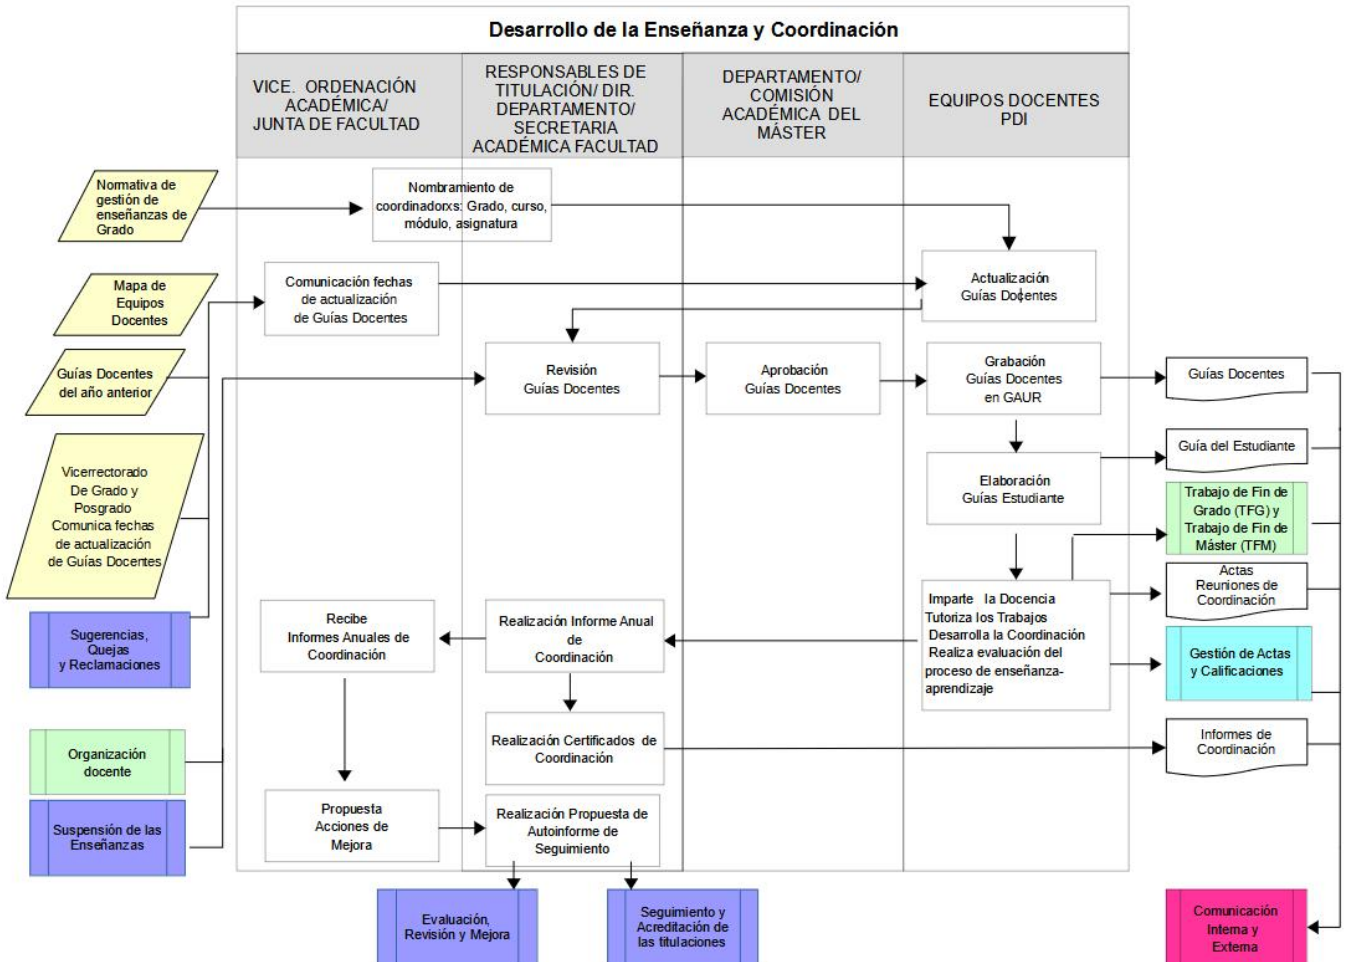 Desarrollo de la Enseñanza y Coordinación
VICE. ORDENACIÓN
ACADÉMICA/
JUNTA DE FACULTAD
RESPONSABLES DE
TITULACIÓN/ DIR.
DEPARTAMENTO/
SECRETARIA
ACADÉMICA FACULTAD
DEPARTAMENTO/
COMISIÓN
ACADÉMICA DEL
MÁSTER
EQUIPOS DOCENTES
PDI
Normativa de
gestión de
enseñanzas de
Grado
Nombramiento de
coordinadorxs: Grado, curso,
módulo, asignatura
Mapa de
Equipos
Docentes
Comunicación fechas
de actualización
de Guías Docentes
Actualización
Guías Docentes
Guías Docentes
del año anterior
Revisión
Guías Docentes
Aprobación
Guías Docentes
Grabación
Guías Docentes
en GAUR
Guías Docentes
Vicerrectorado
De Grado y
Posgrado
Comunica fechas
de actualización
de Guías Docentes
Elaboración
Guías Estudiante
Guía del Estudiante
Trabajo de Fin de
Grado (TFG) y
Trabajo de Fin de
Máster (TFM)
Actas
Reuniones de
Coordinación
Sugerencias,
Quejas
y Reclamaciones
Recibe
Informes Anuales de
Coordinación
Realización Informe Anual
de
Coordinación
Imparte la Docencia
Tutoriza los Trabajos
Desarrolla la Coordinación
Realiza evaluación del
proceso de enseñanza-
aprendizaje
Gestión de Actas
y Calificaciones
Organización
docente
Realización Certificados de
Coordinación
Informes de
Coordinación
Suspensión de las
Enseñanzas
Propuesta
Acciones de
Mejora
Realización Propuesta de
Autoinforme de
Seguimiento
Evaluación,
Revisión y Mejora
Seguimiento y
Acreditación de
las titulaciones
Comunicación
Interna y
Externa